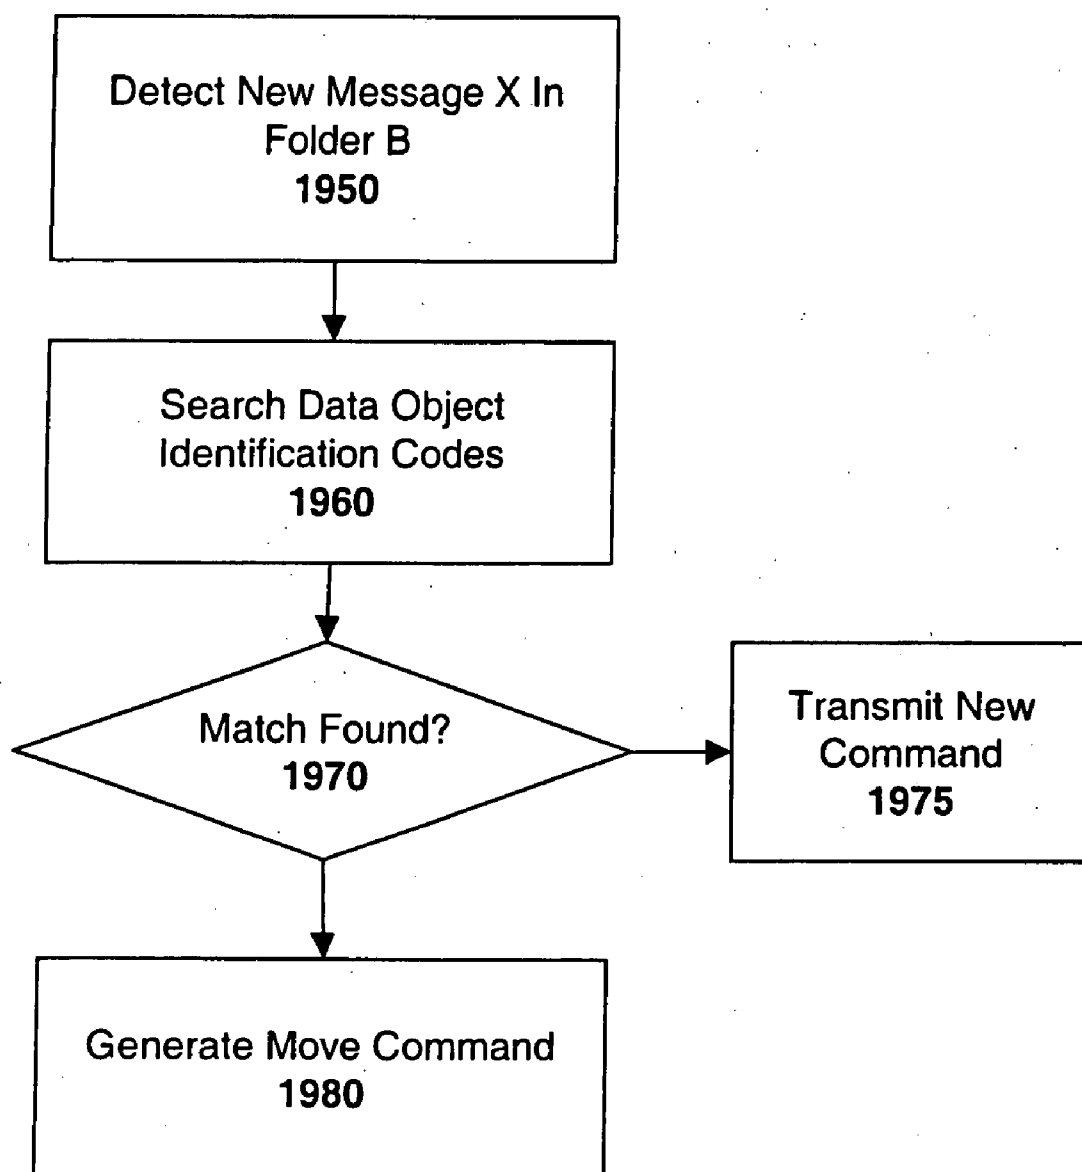 Detect New Message X In
Folder B
1950
Search Data Object
Identification Codes
1960
Match Found?
1970
Transmit New
Command
1975
Generate Move Command
1980